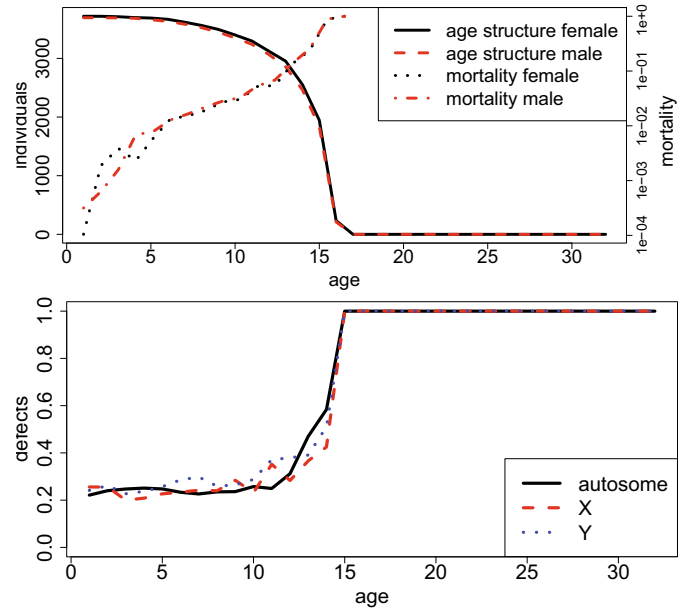 age structure female
age structure male
mortality female
mortality male
individuals
0 1000 2000 3000
mortality
1e−04 1e−03 1e−02 1e−01 1e+0
0 5 10 15 20 25 30
age
defects
0.0 0.2 0.4 0.6 0.8 1.0
autosome
X
Y
0 5 10 15 20 25 30
age